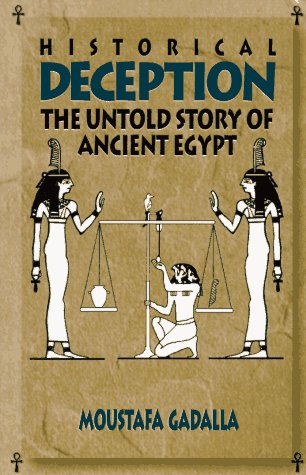 HISTORICAL
DECEPTION
THE UNTOLD STORY OF
ANCIENT EGYPT
MOUSTAFA GADALLA